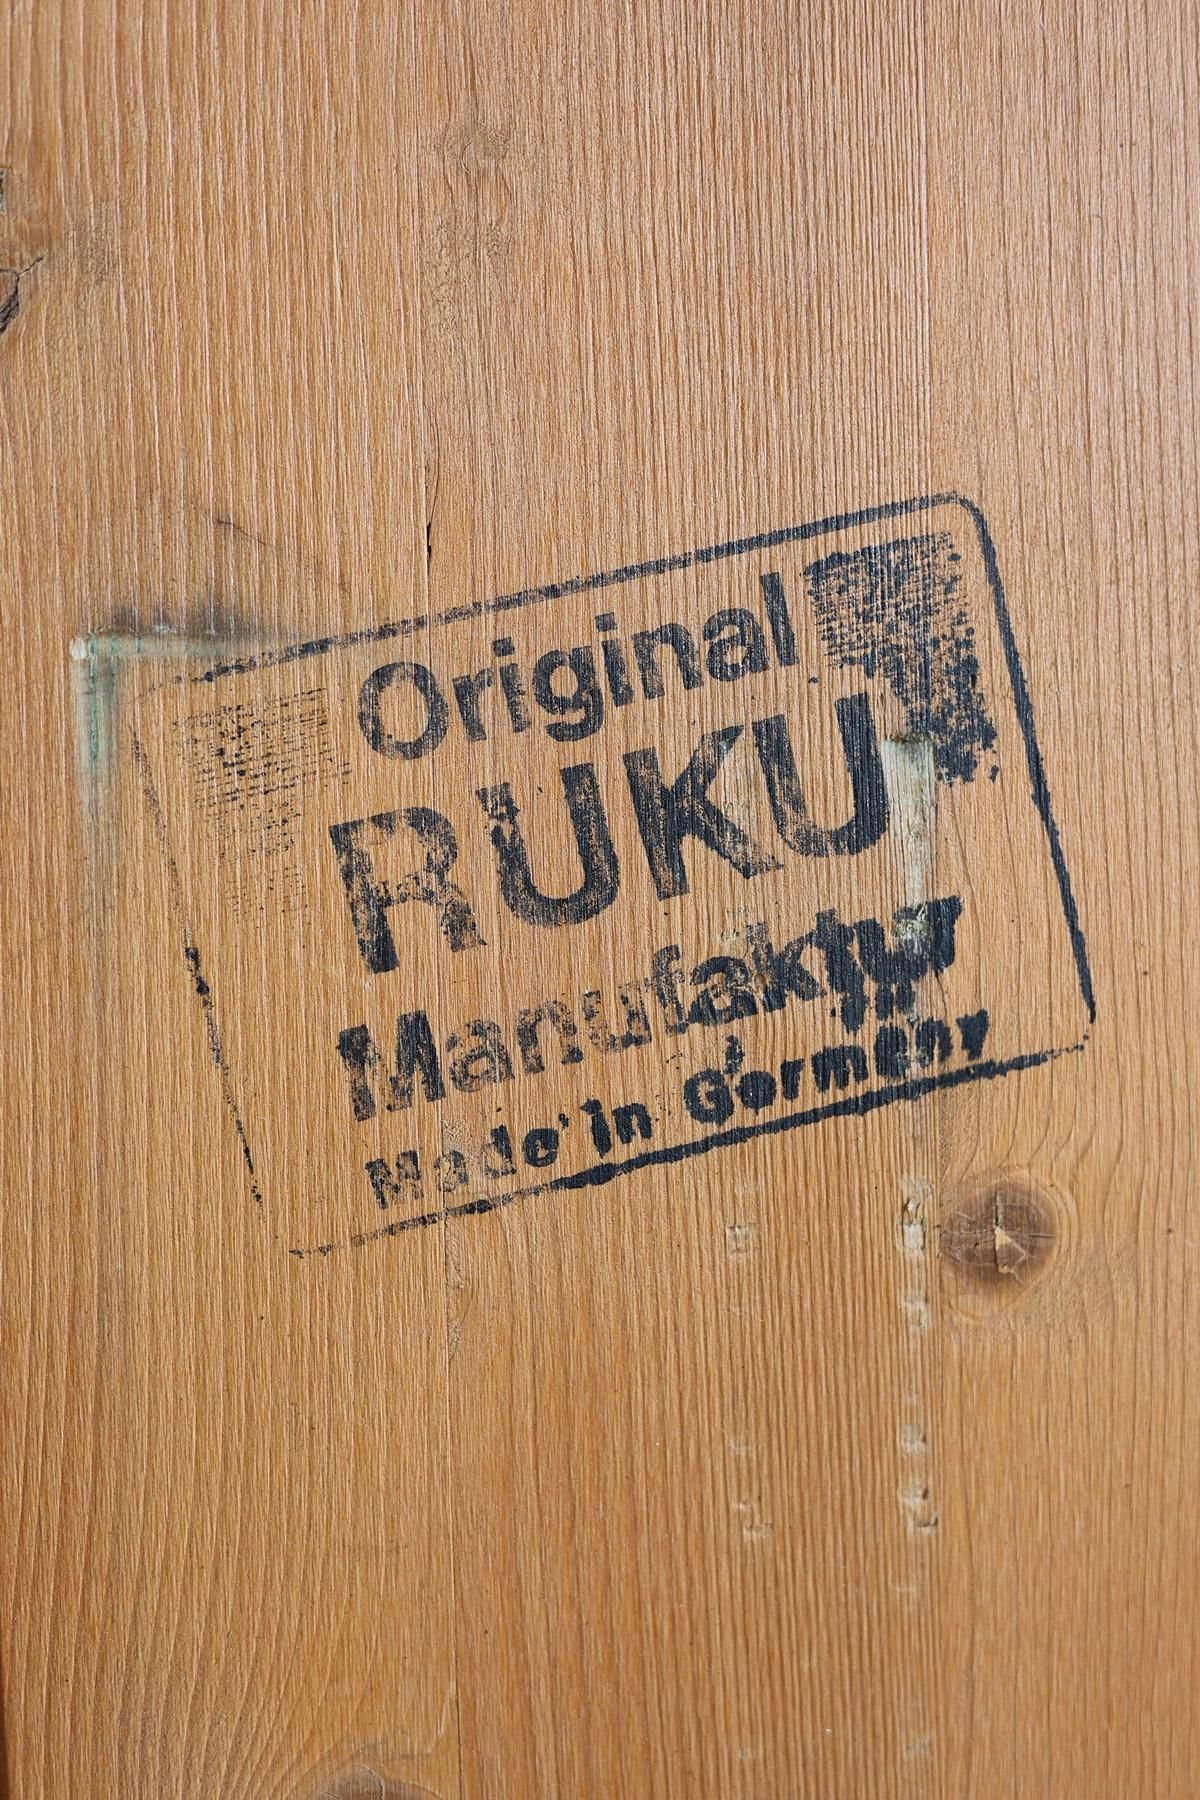 Original
RUKU
Manufaktur
Made in Germany